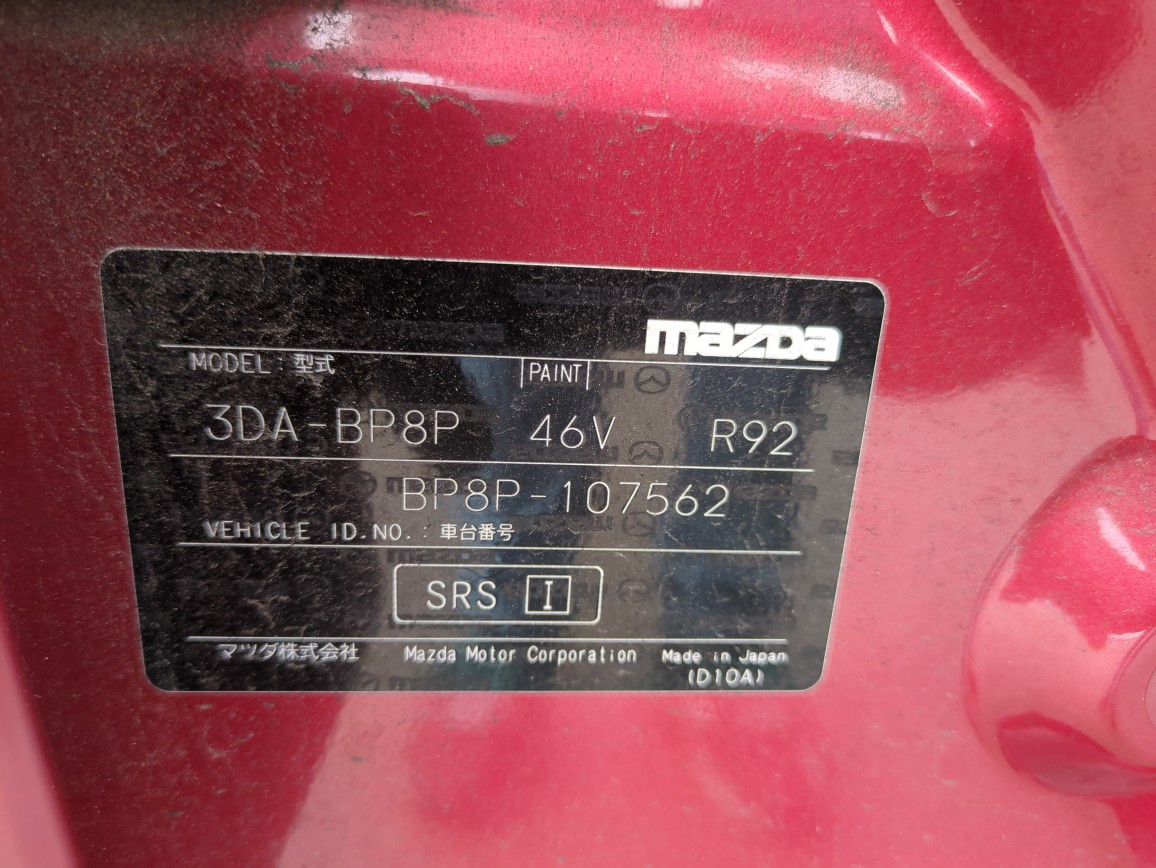 mazda
MODEL : 型式 PAINT
3DA-BP8P 46V R92
BP8P-107562
VEHICLE ID.NO. : 車台番号
SRS I
マツダ株式会社 Mazda Motor Corporation Made in Japan
(D10A)